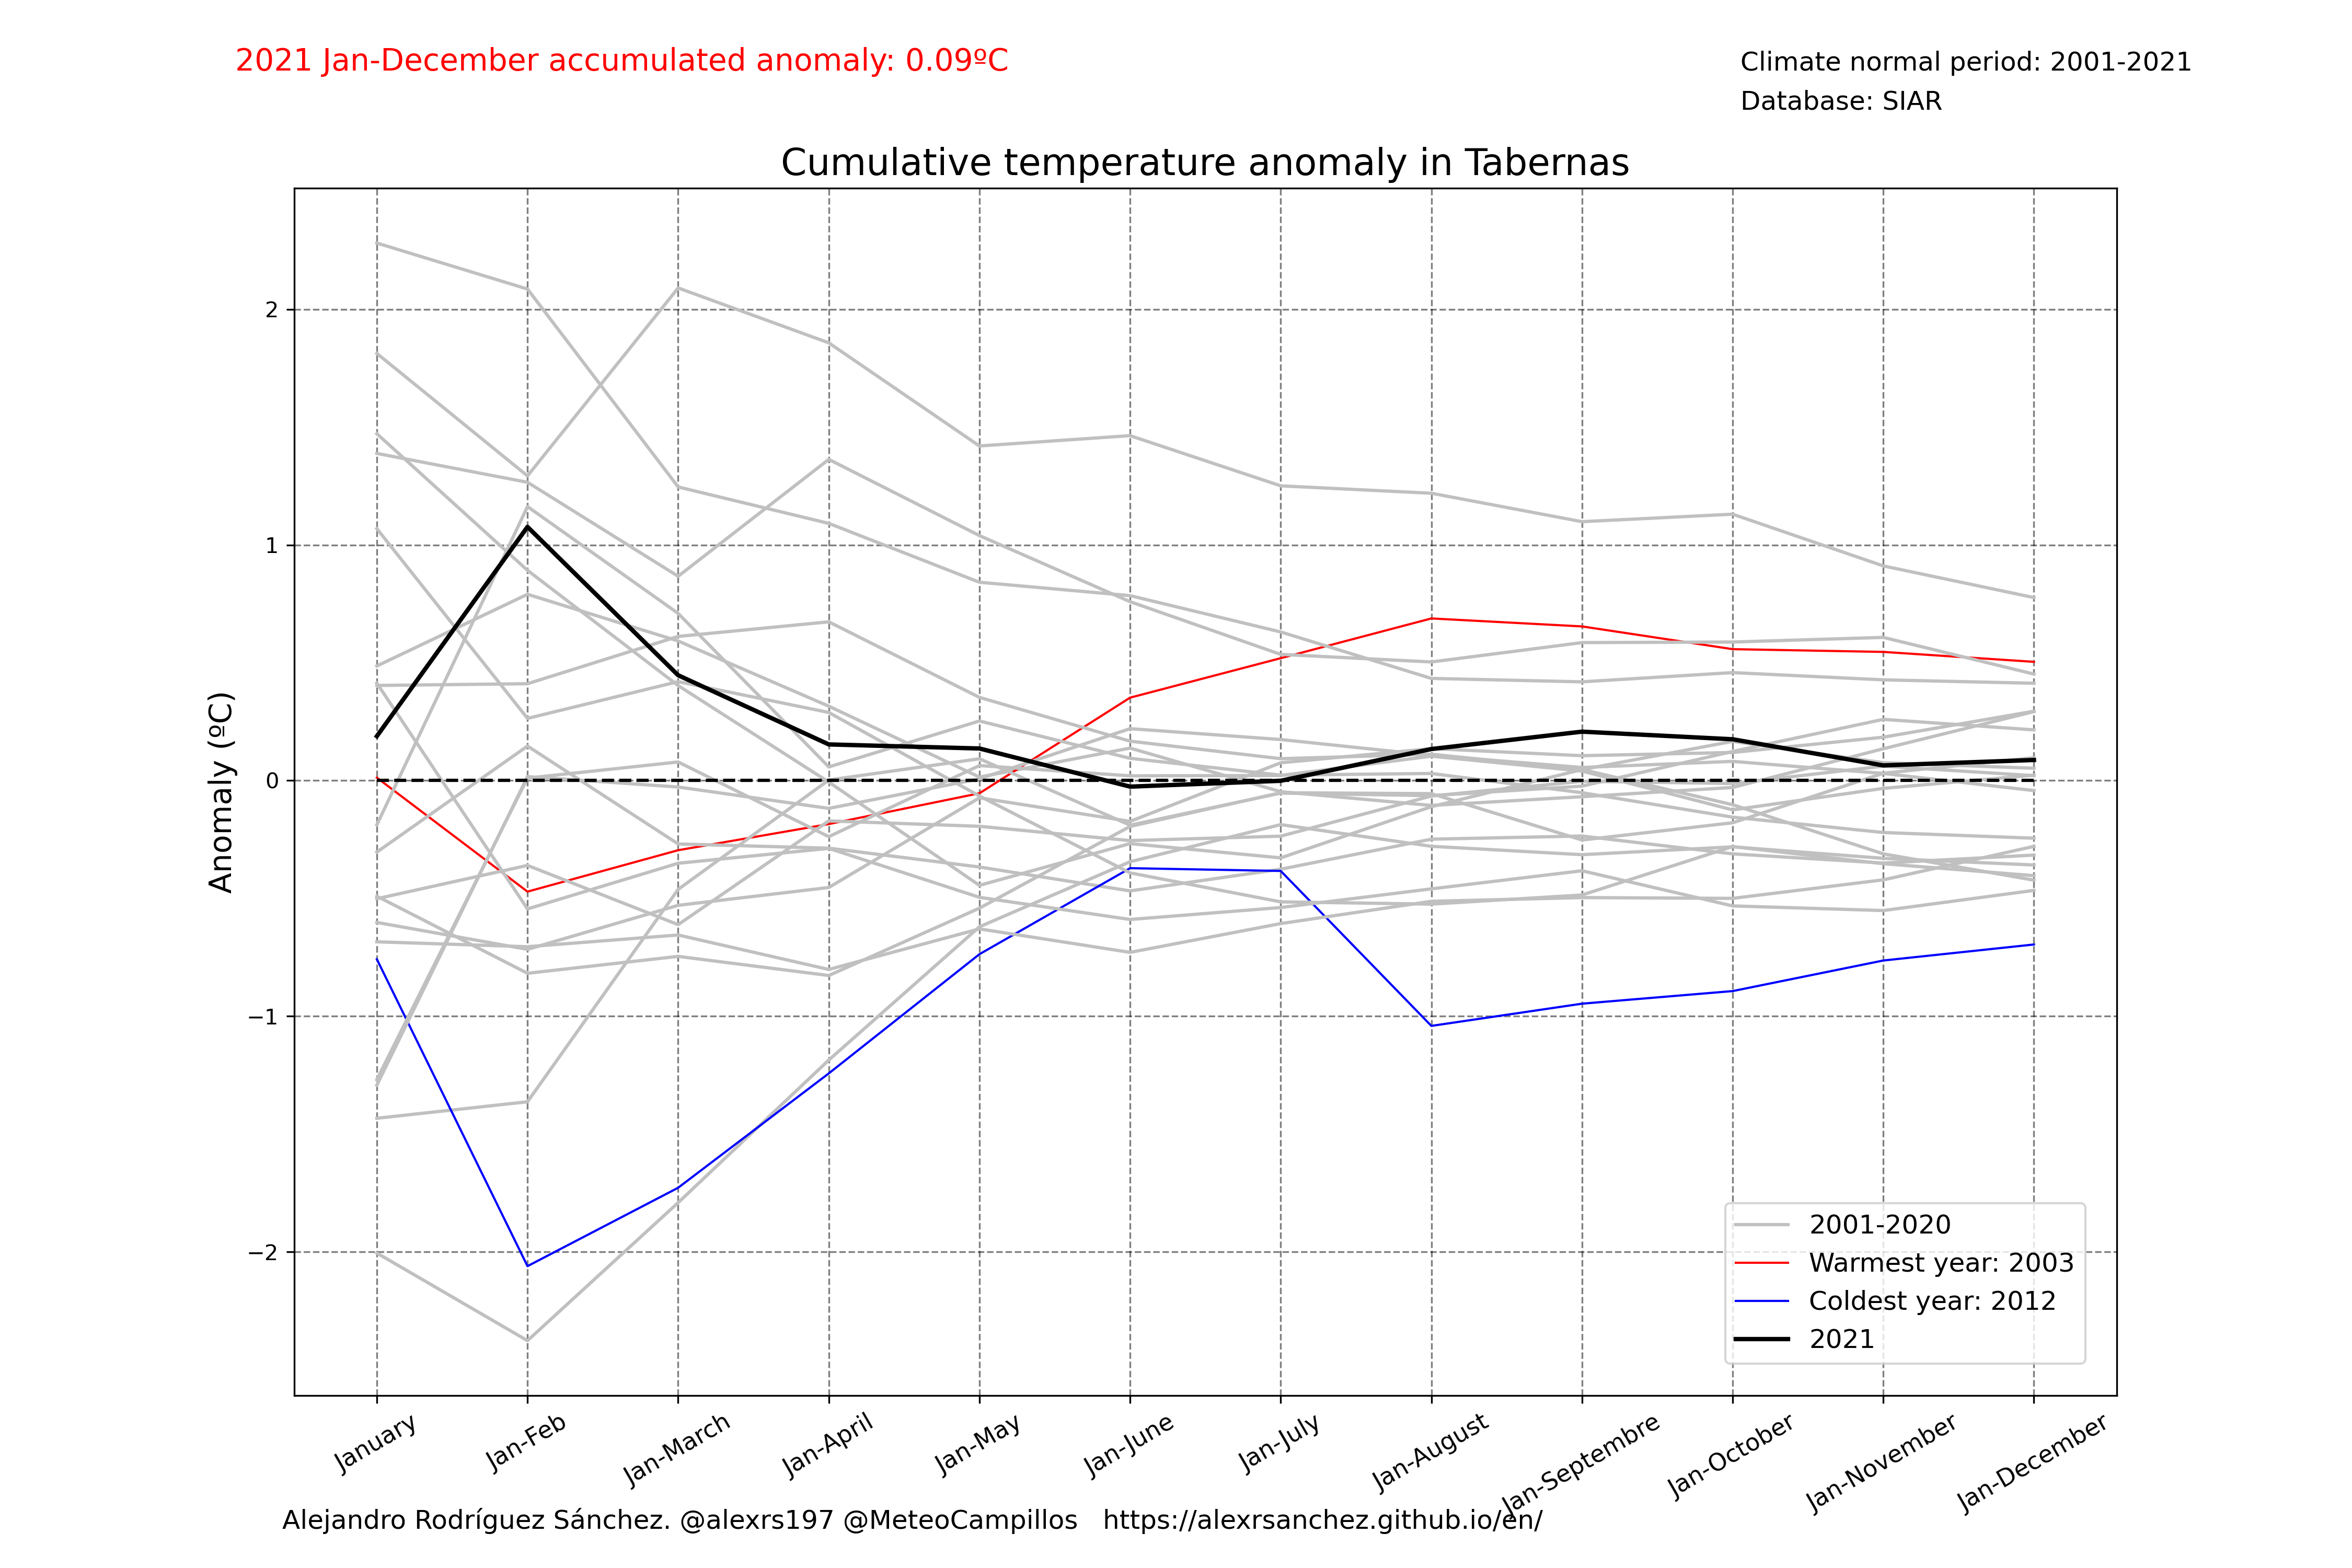 2021 Jan-December accumulated anomaly: 0.09ºC
Climate normal period: 2001-2021
Database: SIAR
Cumulative temperature anomaly in Tabernas
Anomaly (ºC)
2
1
0
−1
−2
2001-2020
Warmest year: 2003
Coldest year: 2012
2021
January
Jan-Feb
Jan-March
Jan-April
Jan-May
Jan-June
Jan-July
Jan-August
Jan-Septembre
Jan-October
Jan-November
Jan-December
Alejandro Rodríguez Sánchez. @alexrs197 @MeteoCampillos https://alexrsanchez.github.io/en/